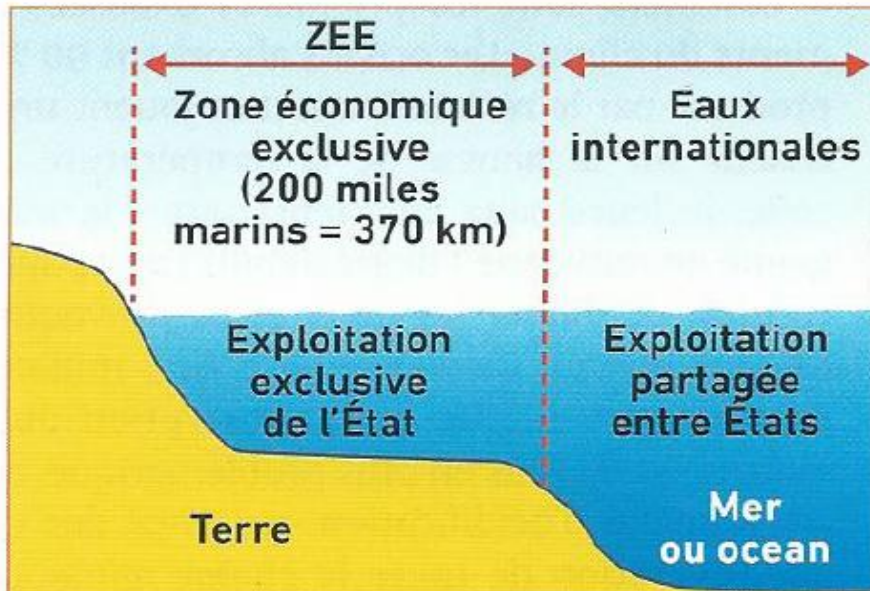 ZEE
Zone économique
exclusive
(200 miles
marins = 370 km)
Eaux
internationales
Exploitation
exclusive
de l'État
Exploitation
partagée
entre États
Terre
Mer
ou ocean